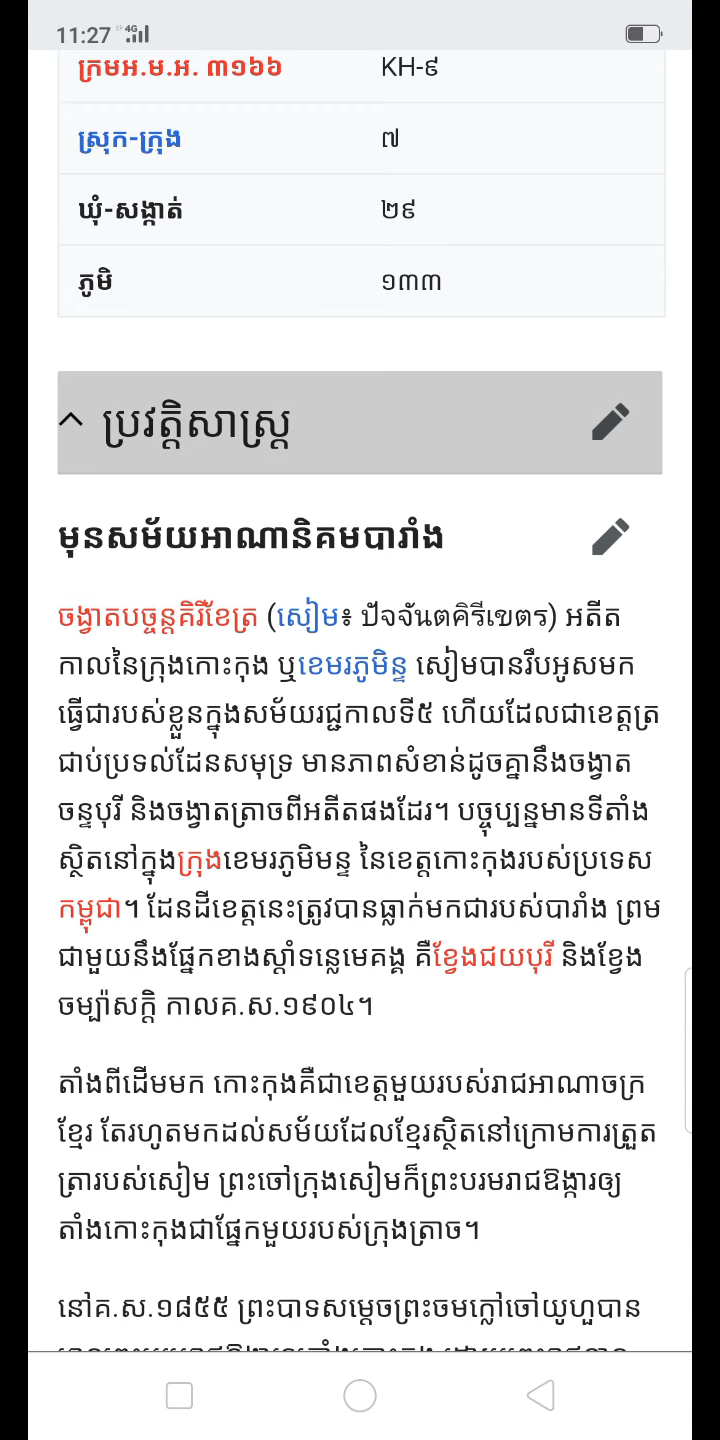 11:27 4G
ក្រមអ.ម.អ. ៣១៦៦ KH-៩
ស្រុក-ក្រុង ៧
ឃុំ-សង្កាត់ ២៩
ភូមិ ១៣៣
ប្រវត្តិសាស្ត្រ
មុនសម័យអាណានិគមបារាំង
ចង្វាតបច្ចន្តគិរីខែត្រ (សៀម៖ ปัจจันตคิรีเขตร) អតីត
កាលនៃក្រុងកោះកុង ឬខេមរភូមិន្ទ សៀមបានរឹបអូសមក
ធ្វើជារបស់ខ្លួនក្នុងសម័យរជ្ជកាលទី៥ ហើយដែលជាខេត្តត្រ
ជាប់ប្រទល់ដែនសមុទ្រ មានភាពសំខាន់ដូចគ្នានឹងចង្វាត
ចន្ទបុរី និងចង្វាតត្រាចពីអតីតផងដែរ។ បច្ចុប្បន្នមានទីតាំង
ស្ថិតនៅក្នុងក្រុងខេមរភូមិមន្ទ នៃខេត្តកោះកុងរបស់ប្រទេស
កម្ពុជា។ ដែនដីខេត្តនេះត្រូវបានធ្លាក់មកជារបស់បារាំង ព្រម
ជាមួយនឹងផ្នែកខាងស្ដាំទន្លេមេគង្គ គឺខ្វែងជយបុរី និងខ្វែង
ចម្ប៉ាសក្ដិ កាលគ.ស.១៩០៤។
តាំងពីដើមមក កោះកុងគឺជាខេត្តមួយរបស់រាជអាណាចក្រ
ខ្មែរ តែរហូតមកដល់សម័យដែលខ្មែរស្ថិតនៅក្រោមការត្រួត
ត្រារបស់សៀម ព្រះចៅក្រុងសៀមក៏ព្រះបរមរាជឱង្ការឲ្យ
តាំងកោះកុងជាផ្នែកមួយរបស់ក្រុងត្រាច។
នៅគ.ស.១៨៥៥ ព្រះបាទសម្ដេចព្រះចមក្លៅចៅយូហួបាន